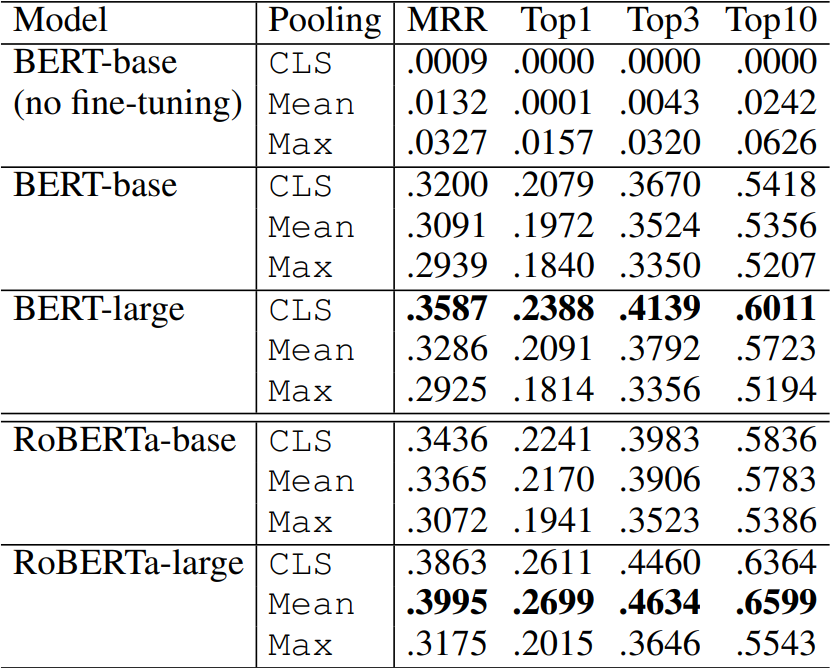 Model Pooling MRR Top1 Top3 Top10
BERT-base CLS .0009 .0000 .0000 .0000
(no fine-tuning) Mean .0132 .0001 .0043 .0242
Max .0327 .0157 .0320 .0626
BERT-base CLS .3200 .2079 .3670 .5418
Mean .3091 .1972 .3524 .5356
Max .2939 .1840 .3350 .5207
BERT-large CLS .3587 .2388 .4139 .6011
Mean .3286 .2091 .3792 .5723
Max .2925 .1814 .3356 .5194
RoBERTa-base CLS .3436 .2241 .3983 .5836
Mean .3365 .2170 .3906 .5783
Max .3072 .1941 .3523 .5386
RoBERTa-large CLS .3863 .2611 .4460 .6364
Mean .3995 .2699 .4634 .6599
Max .3175 .2015 .3646 .5543